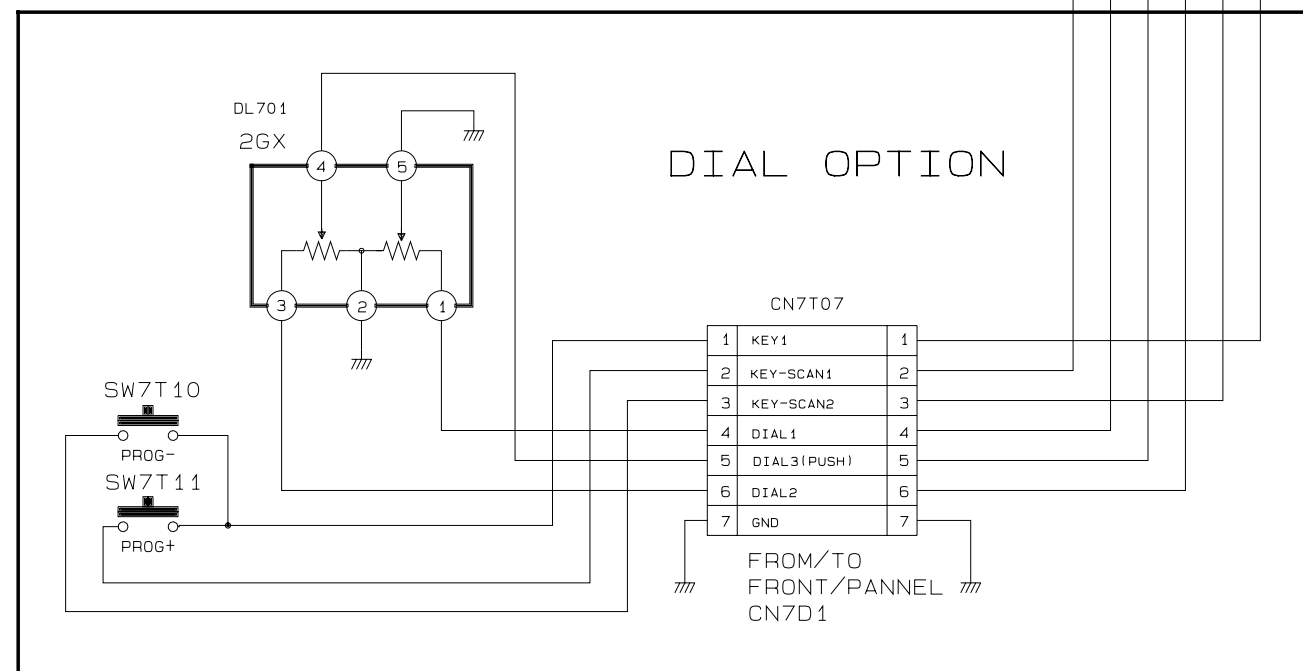 DL701
2GX
4
5
DIAL OPTION
3
2
1
CN7T07
1 KEY1 1
2 KEY-SCAN1 2
3 KEY-SCAN2 3
4 DIAL1 4
5 DIAL3(PUSH) 5
6 DIAL2 6
7 GND 7
SW7T10
PROG-
SW7T11
PROG+
FROM/TO
FRONT/PANNEL
CN7D1